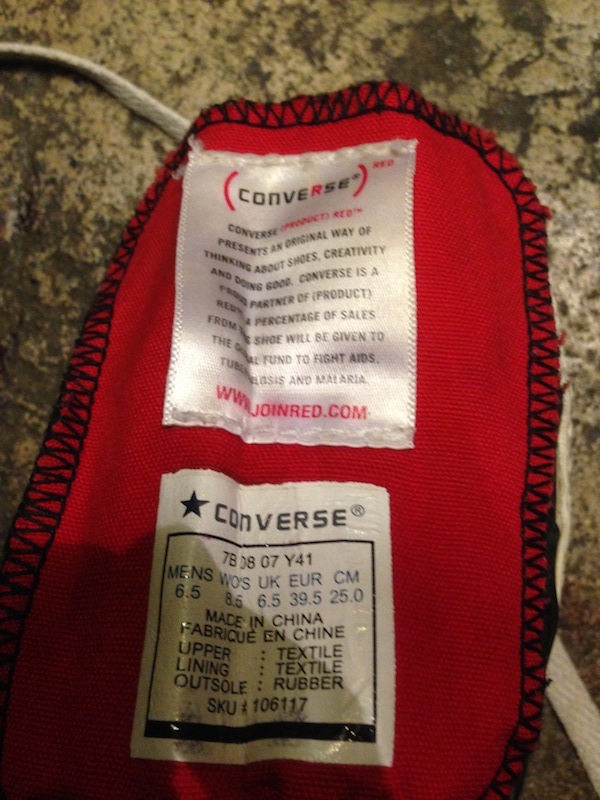 (CONVERSE®) RED
CONVERSE (PRODUCT) RED™
PRESENTS AN ORIGINAL WAY OF
THINKING ABOUT SHOES, CREATIVITY
AND DOING GOOD. CONVERSE IS A
PROUD PARTNER OF (PRODUCT)
A PERCENTAGE OF SALES
FROM SHOE WILL BE GIVEN TO
THE FUND TO FIGHT AIDS,
AND MALARIA.
WWW.JOINRED.COM
★ CONVERSE®
08 07 Y41
MENS WO'S UK EUR CM
6.5 8.5 6.5 39.5 25.0
MADE IN CHINA
FABRIQUE EN CHINE
UPPER : TEXTILE
LINING : TEXTILE
OUTSOLE : RUBBER
SKU # 106117